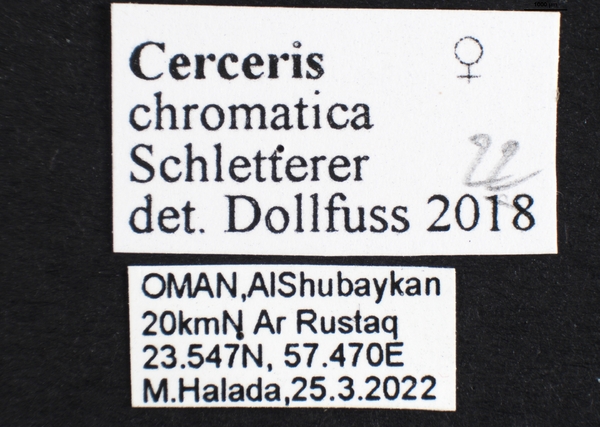 Cerceris ♀
chromatica
Schletterer
det. Dollfuss 2018
22
OMAN,AlShubaykan
20kmN Ar Rustaq
23.547N, 57.470E
M.Halada,25.3.2022